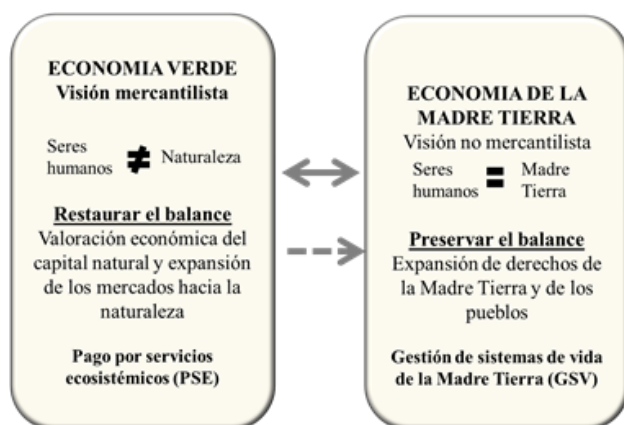 ECONOMIA VERDE
Visión mercantilista
Seres
humanos ≠ Naturaleza
Restaurar el balance
Valoración económica del
capital natural y expansión
de los mercados hacia la
naturaleza
Pago por servicios
ecosistémicos (PSE)
ECONOMIA DE LA
MADRE TIERRA
Visión no mercantilista
Seres = Madre
humanos Tierra
Preservar el balance
Expansión de derechos de
la Madre Tierra y de los
pueblos
Gestión de sistemas de vida
de la Madre Tierra (GSV)